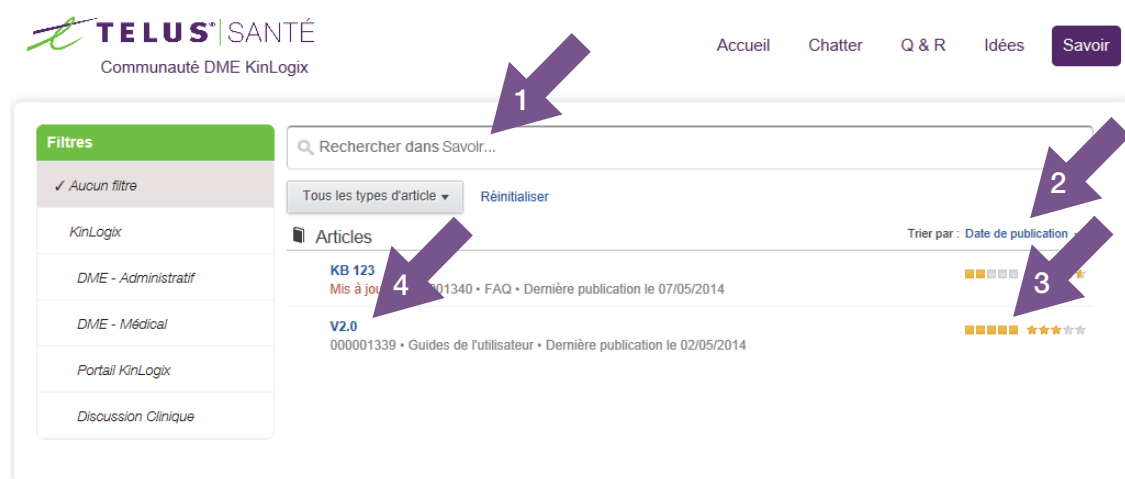 TELUS® | SANTÉ
Communauté DME KinLogix
Accueil Chatter Q & R Idées Savoir
1
Filtres
✓ Aucun filtre
KinLogix
DME - Administratif
DME - Médical
Portail KinLogix
Discussion Clinique
Rechercher dans Savoir...
Tous les types d'article Réinitialiser
2
Articles
Trier par : Date de publication
KB 123
Mis à jou 01340 • FAQ • Dernière publication le 07/05/2014
4
3
V2.0
000001339 • Guides de l'utilisateur • Dernière publication le 02/05/2014